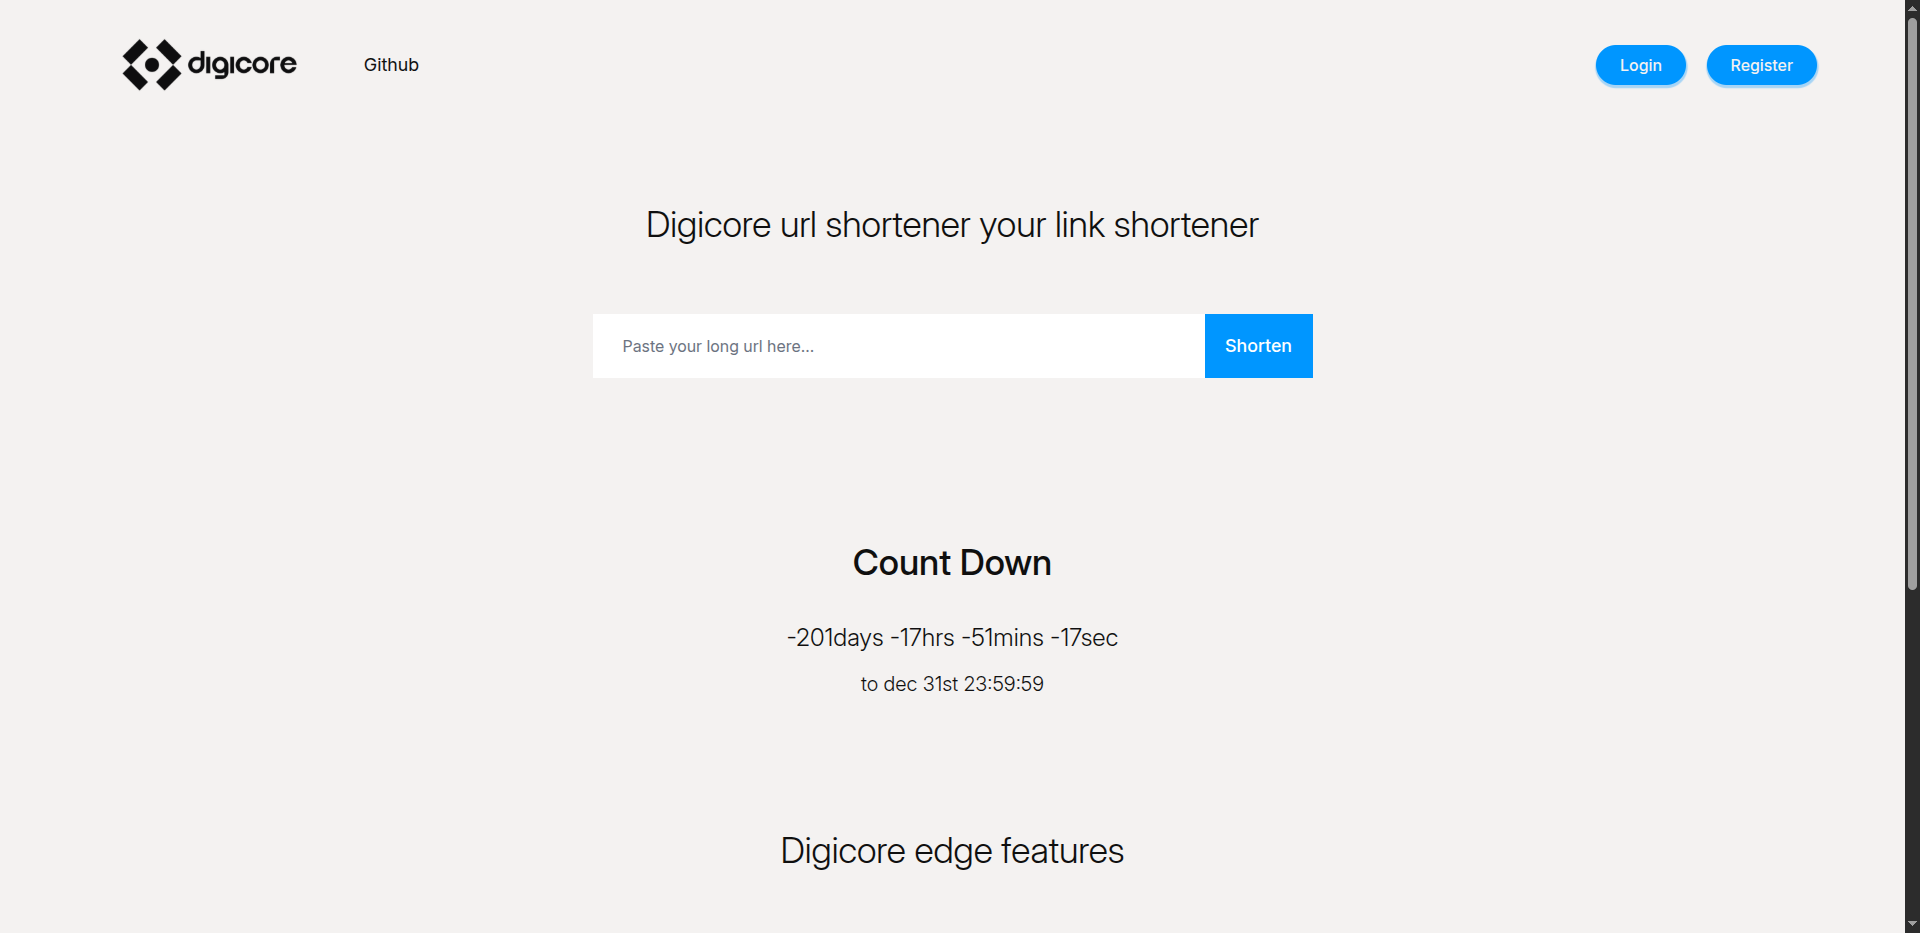 digicore
Github
Login
Register
Digicore url shortener your link shortener
Paste your long url here...
Shorten
Count Down
-201days -17hrs -51mins -17sec
to dec 31st 23:59:59
Digicore edge features